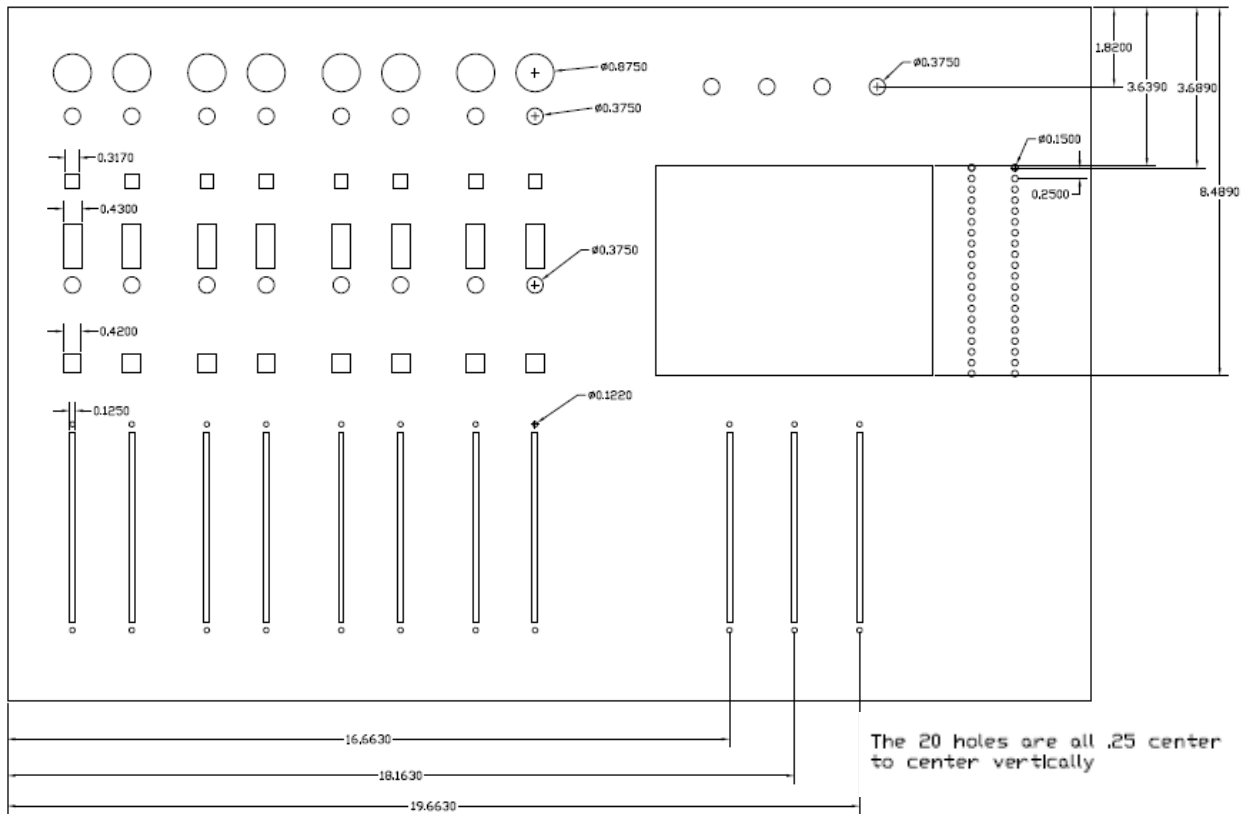 1.8200
ø0.8750
ø0.3750
3.6390
3.6890
ø0.3750
ø0.1500
0.3170
8.4890
0.2500
0.4300
ø0.3750
0.4200
ø0.1220
0.1250
16.6630
The 20 holes are all .25 center
to center vertically
18.1630
19.6630